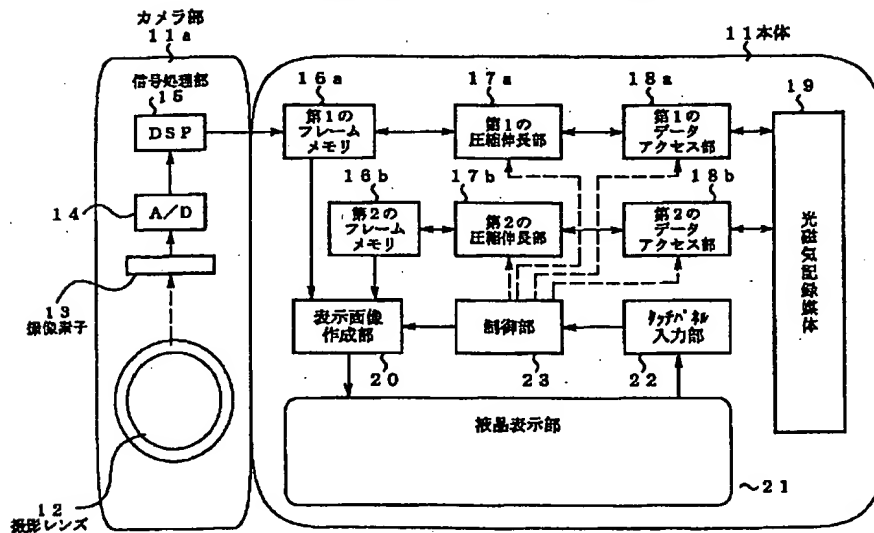 カメラ部
11a
信号処理部
15
DSP
14
A/D
13
撮像素子
12
撮影レンズ
11本体
16a
第1の
フレーム
メモリ
17a
第1の
圧縮伸長部
18a
第1の
データ
アクセス部
19
光磁気記録媒体
16b
第2の
フレーム
メモリ
17b
第2の
圧縮伸長部
18b
第2の
データ
アクセス部
表示画像
作成部
20
制御部
23
タッチパネル
入力部
22
液晶表示部
〜21